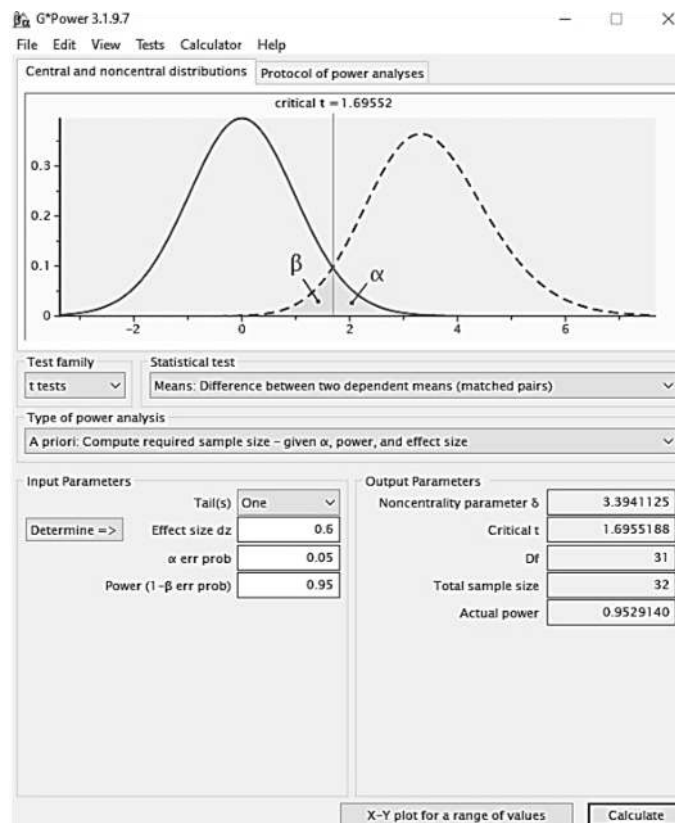 βα G*Power 3.1.9.7
File Edit View Tests Calculator Help
Central and noncentral distributions Protocol of power analyses
critical t = 1.69552
0.3
0.2
0.1
0
β α
-2 0 2 4 6
Test family Statistical test
t tests Means: Difference between two dependent means (matched pairs)
Type of power analysis
A priori: Compute required sample size – given α, power, and effect size
Input Parameters Output Parameters
Tail(s) One Noncentrality parameter δ 3.3941125
Determine => Effect size dz 0.6 Critical t 1.6955188
α err prob 0.05 Df 31
Power (1-β err prob) 0.95 Total sample size 32
Actual power 0.9529140
X-Y plot for a range of values Calculate